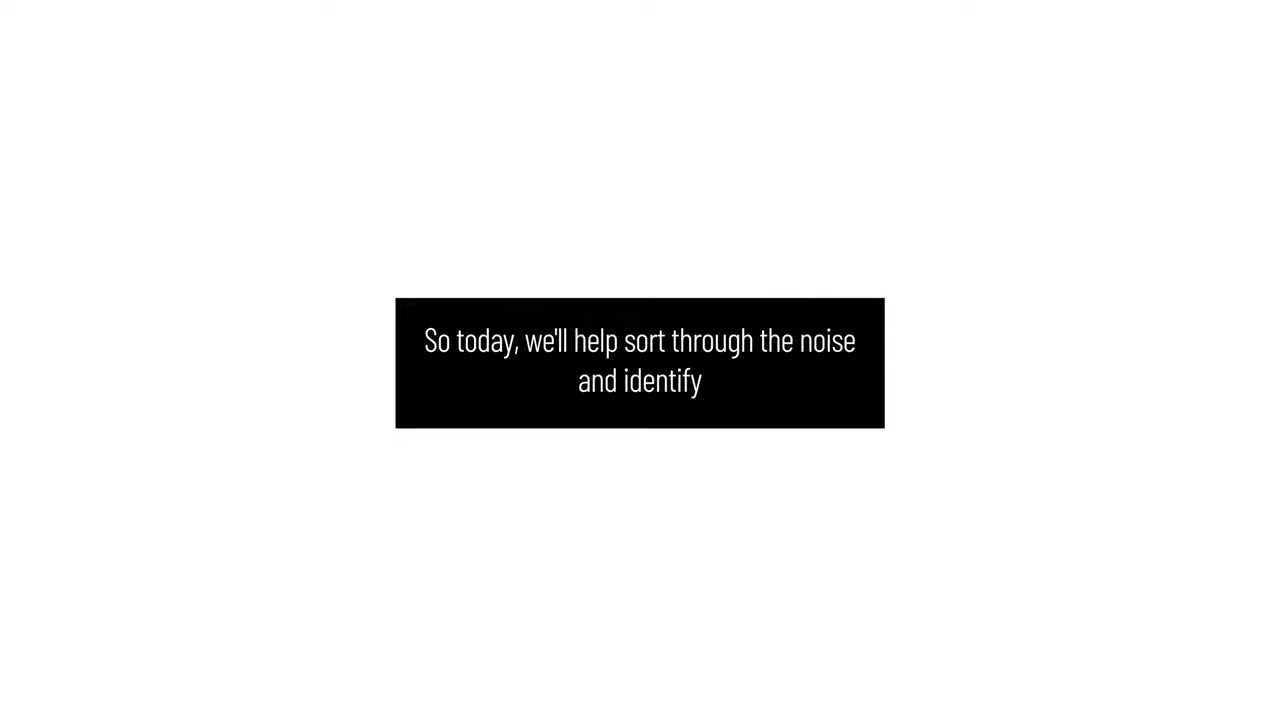 So today, we'll help sort through the noise
and identify